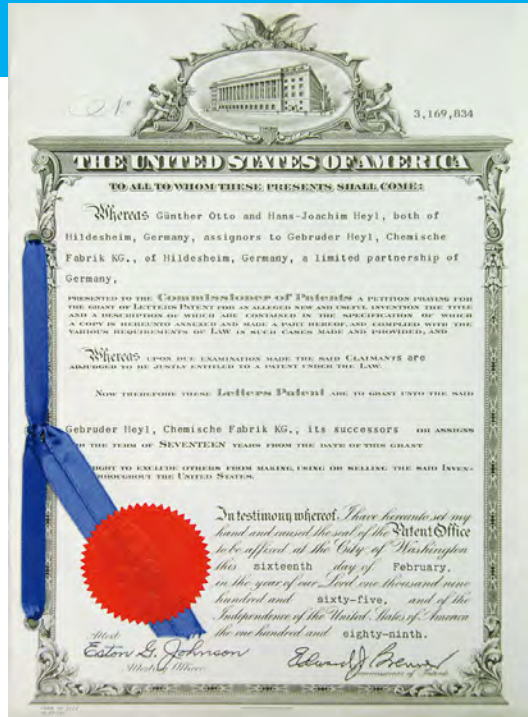 No
3,169,834
THE UNITED STATES OF AMERICA
TO ALL TO WHOM THESE PRESENTS SHALL COME:
Whereas Günther Otto and Hans-Joachim Heyl, both of
Hildesheim, Germany, assignors to Gebruder Heyl, Chemische
Fabrik KG., of Hildesheim, Germany, a limited partnership of
Germany,
PRESENTED TO THE Commissioner of Patents A PETITION PRAYING FOR
THE GRANT OF LETTERS PATENT FOR AN ALLEGED NEW AND USEFUL INVENTION THE TITLE
AND A DESCRIPTION OF WHICH ARE CONTAINED IN THE SPECIFICATION OF WHICH
A COPY IS HEREUNTO ANNEXED AND MADE A PART HEREOF, AND COMPLIED WITH THE
VARIOUS REQUIREMENTS OF LAW IN SUCH CASES MADE AND PROVIDED, AND
Whereas UPON DUE EXAMINATION MADE THE SAID CLAIMANTS are
ADJUDGED TO BE JUSTLY ENTITLED TO A PATENT UNDER THE LAW.
NOW THEREFORE THESE Letters Patent ARE TO GRANT UNTO THE SAID
Gebruder Heyl, Chemische Fabrik KG., its successors OR ASSIGNS
THE TERM OF SEVENTEEN YEARS FROM THE DATE OF THIS GRANT
RIGHT TO EXCLUDE OTHERS FROM MAKING, USING OR SELLING THE SAID INVEN-
THROUGHOUT THE UNITED STATES.
In testimony whereof I have hereunto set my
hand and caused the seal of the Patent Office
to be affixed at the City of Washington
this sixteenth day of February,
in the year of our Lord one thousand nine
hundred and sixty-five, and of the
Independence of the United States of America
the one hundred and eighty-ninth.
Attest:
Eston G. Johnson
Attesting Officer.
Edward J. Brenner
Commissioner of Patents.